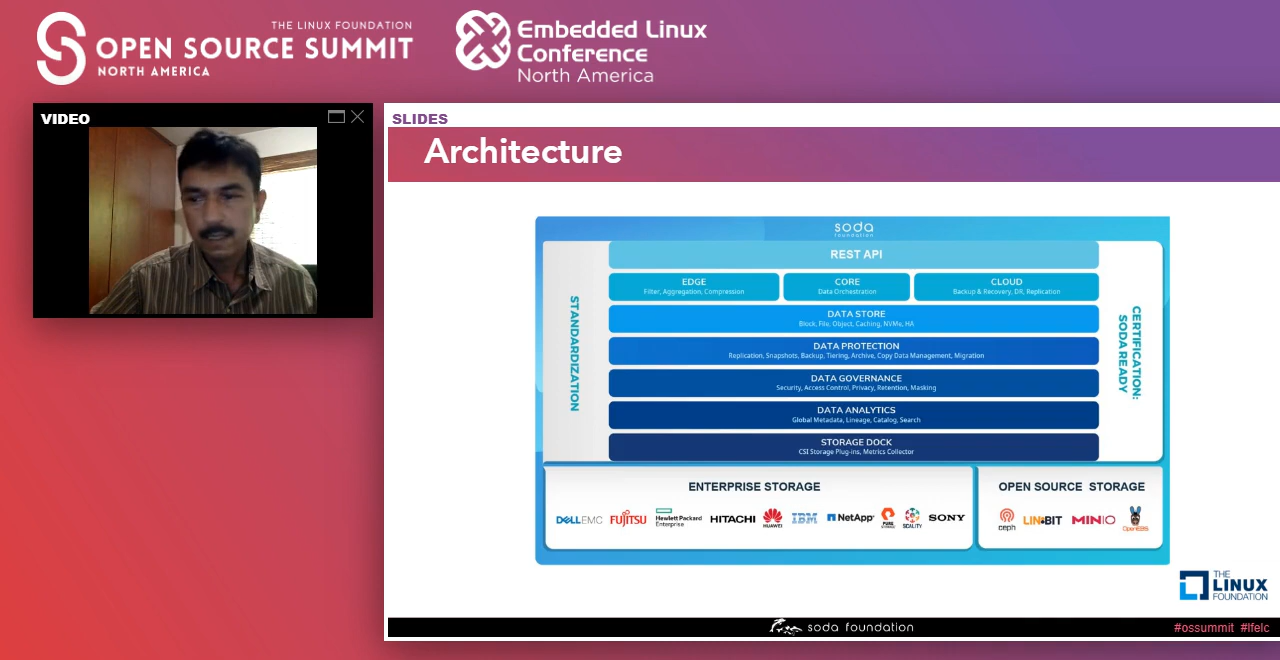 THE LINUX FOUNDATION
OPEN SOURCE SUMMIT
NORTH AMERICA
Embedded Linux
Conference
North America
VIDEO
SLIDES
Architecture
soda
foundation
STANDARDIZATION
REST API
EDGE
Filter, Aggregation, Compression
CORE
Data Orchestration
CLOUD
Backup & Recovery, DR, Replication
DATA STORE
Block, File, Object, Caching, NVMe, HA
DATA PROTECTION
Replication, Snapshots, Backup, Tiering, Archive, Copy Data Management, Migration
DATA GOVERNANCE
Security, Access Control, Privacy, Retention, Masking
DATA ANALYTICS
Global Metadata, Lineage, Catalog, Search
STORAGE DOCK
CSI Storage Plug-ins, Metrics Collector
CERTIFICATION:
SODA READY
ENTERPRISE STORAGE
DELLEMC
FUJITSU
Hewlett Packard
Enterprise
HITACHI
HUAWEI
IBM
NetApp
PURE
STORAGE
SCALITY
SONY
OPEN SOURCE STORAGE
ceph
LINBIT
MINIO
OpenEBS
THE
LINUX
FOUNDATION
soda foundation
#ossummit #lfelc